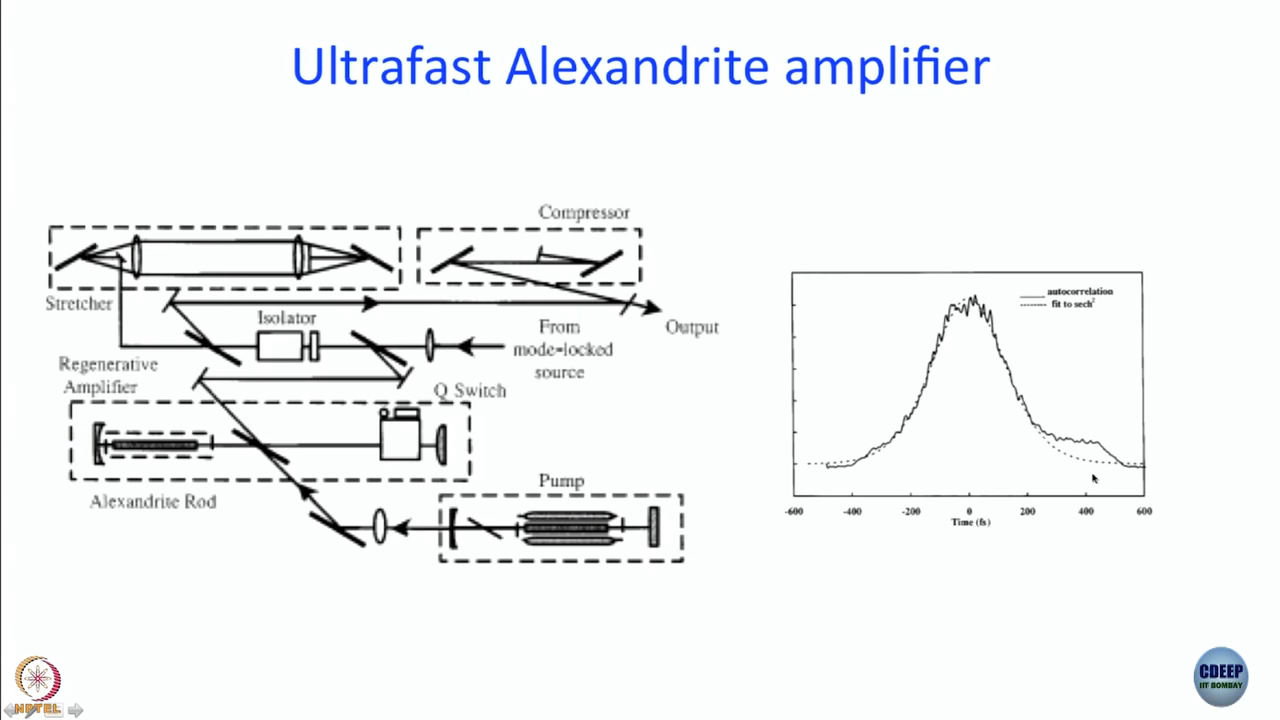 Ultrafast Alexandrite amplifier
Compressor
Stretcher
Isolator
From
mode-locked
source
Output
Regenerative
Amplifier
Q Switch
Alexandrite Rod
Pump
autocorrelation
fit to sech²
-600
-400
-200
0
200
400
600
Time (fs)
NPTEL
CDEEP
IIT BOMBAY